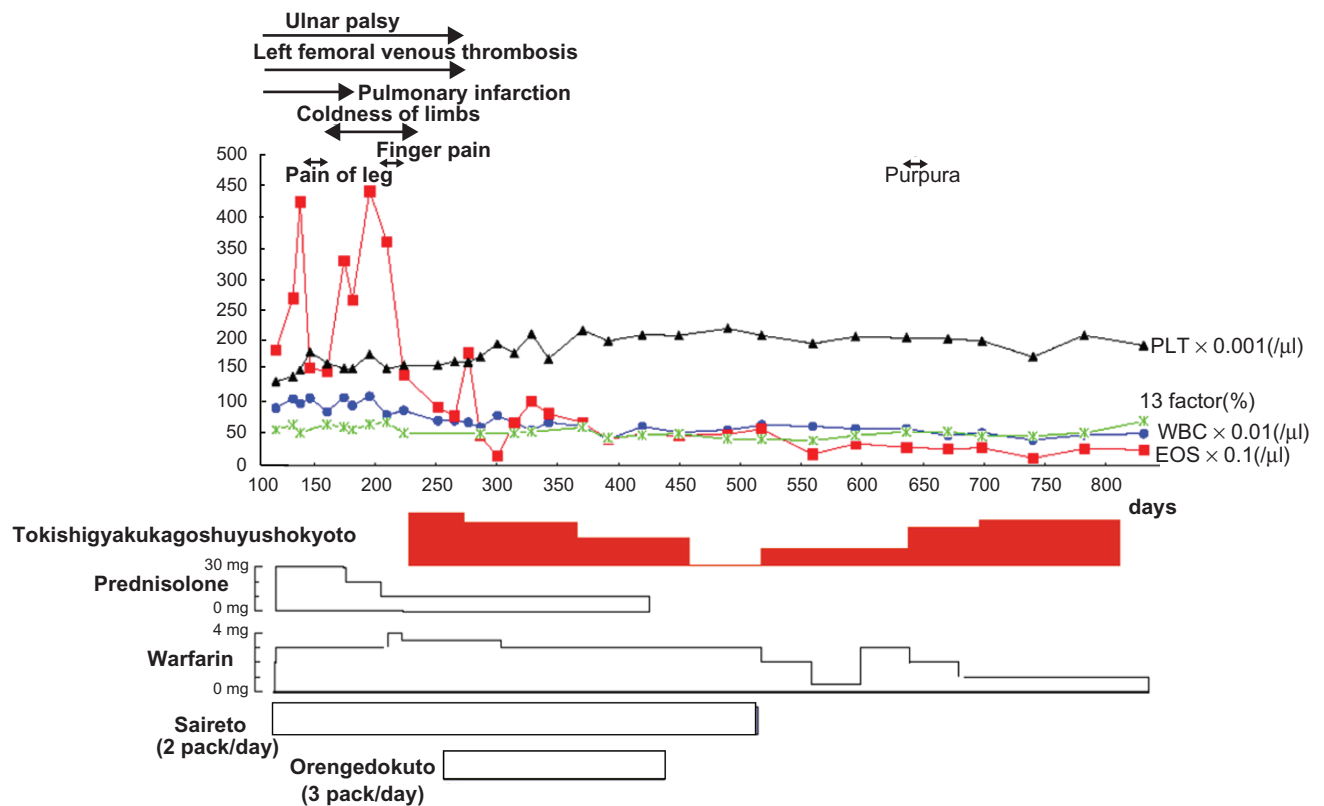 Ulnar palsy
Left femoral venous thrombosis
Pulmonary infarction
Coldness of limbs
Finger pain
Pain of leg
Purpura
500
450
400
350
300
250
200
150
100
50
0
PLT × 0.001(/μl)
13 factor(%)
WBC × 0.01(/μl)
EOS × 0.1(/μl)
100 150 200 250 300 350 400 450 500 550 600 650 700 750 800
days
Tokishigyakukagoshuyushokyoto
30 mg
Prednisolone
0 mg
4 mg
Warfarin
0 mg
Saireto
(2 pack/day)
Orengedokuto
(3 pack/day)